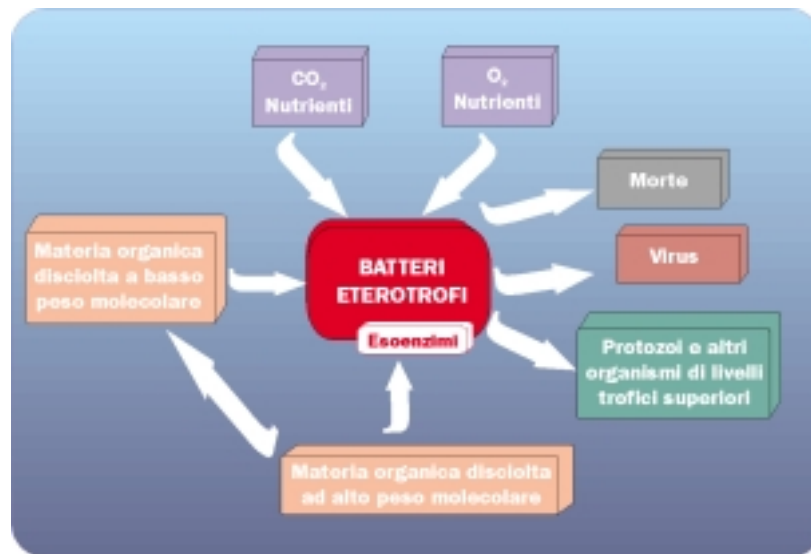 CO₂
Nutrienti
O₂
Nutrienti
Morte
Materia organica
disciolta a basso
peso molecolare
BATTERI
ETEROTROFI
Virus
Esoenzimi
Protozoi e altri
organismi di livelli
trofici superiori
Materia organica disciolta
ad alto peso molecolare